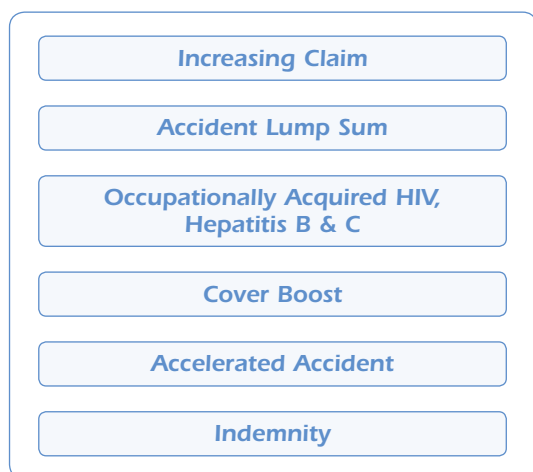 Increasing Claim
Accident Lump Sum
Occupationally Acquired HIV,
Hepatitis B & C
Cover Boost
Accelerated Accident
Indemnity